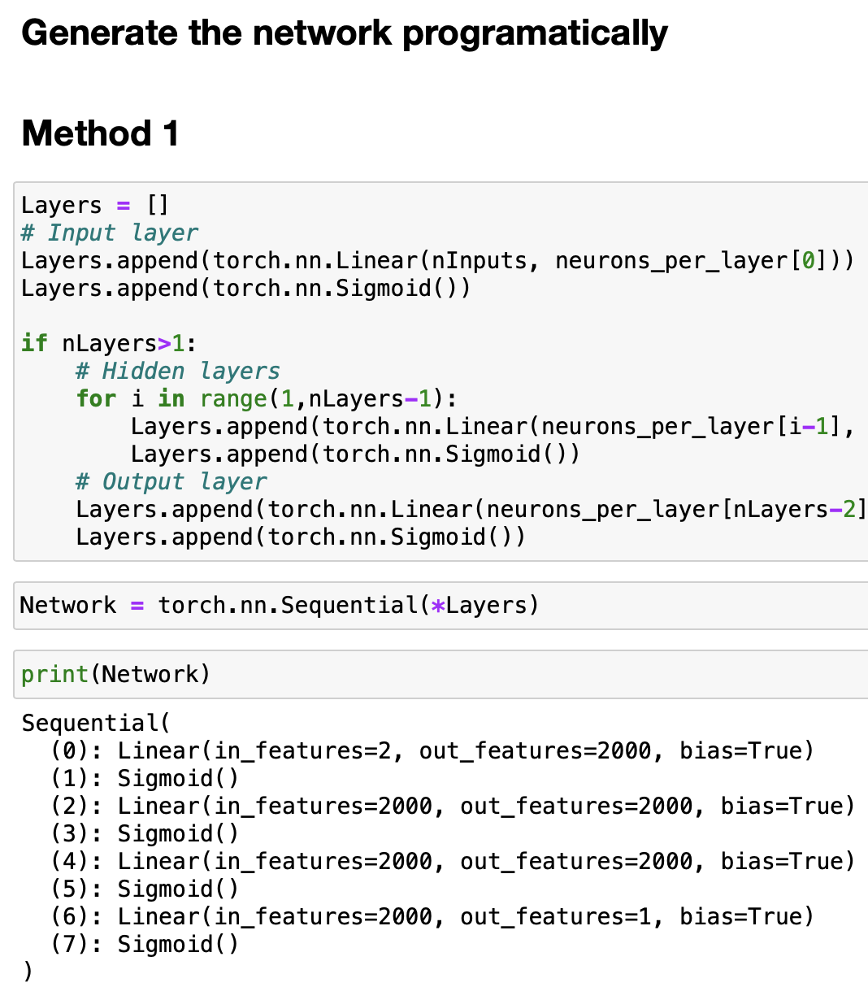 Generate the network programatically
Method 1
Layers = []
# Input layer
Layers.append(torch.nn.Linear(nInputs, neurons_per_layer[0]))
Layers.append(torch.nn.Sigmoid())
if nLayers>1:
    # Hidden layers
    for i in range(1,nLayers-1):
        Layers.append(torch.nn.Linear(neurons_per_layer[i-1],
        Layers.append(torch.nn.Sigmoid())
    # Output layer
    Layers.append(torch.nn.Linear(neurons_per_layer[nLayers-2]
    Layers.append(torch.nn.Sigmoid())
Network = torch.nn.Sequential(*Layers)
print(Network)
Sequential(
  (0): Linear(in_features=2, out_features=2000, bias=True)
  (1): Sigmoid()
  (2): Linear(in_features=2000, out_features=2000, bias=True)
  (3): Sigmoid()
  (4): Linear(in_features=2000, out_features=2000, bias=True)
  (5): Sigmoid()
  (6): Linear(in_features=2000, out_features=1, bias=True)
  (7): Sigmoid()
)